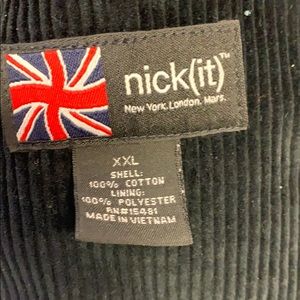 nick(it)™
New York. London. Mars.
XXL
SHELL:
100% COTTON
LINING:
100% POLYESTER
RN#15481
MADE IN VIETNAM